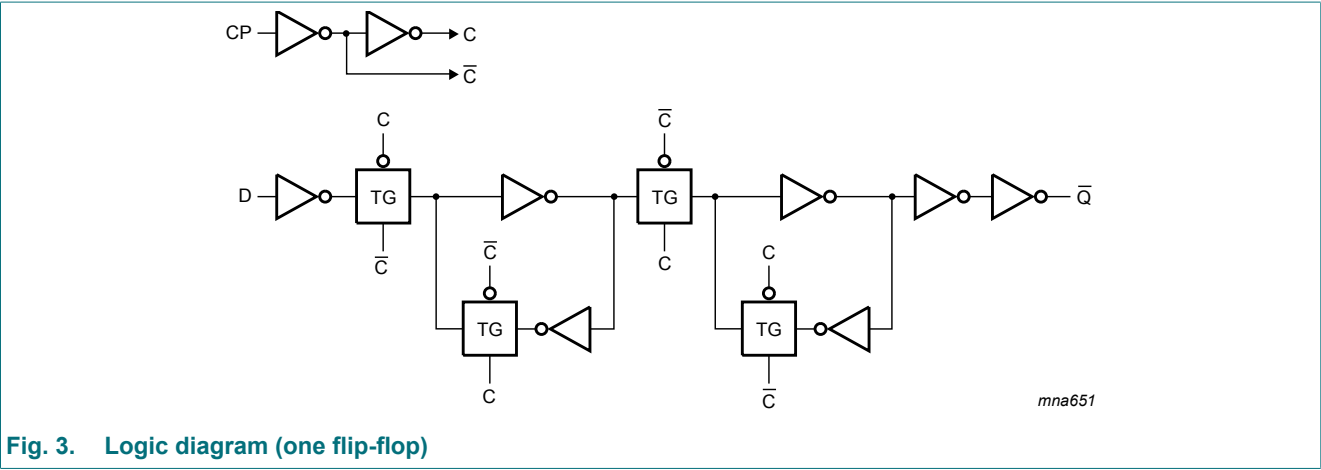 CP
C
C̅
C
C̅
D
TG
TG
Q̅
C̅
C̅
C
C
TG
TG
C
C̅
mna651
Fig. 3. Logic diagram (one flip-flop)